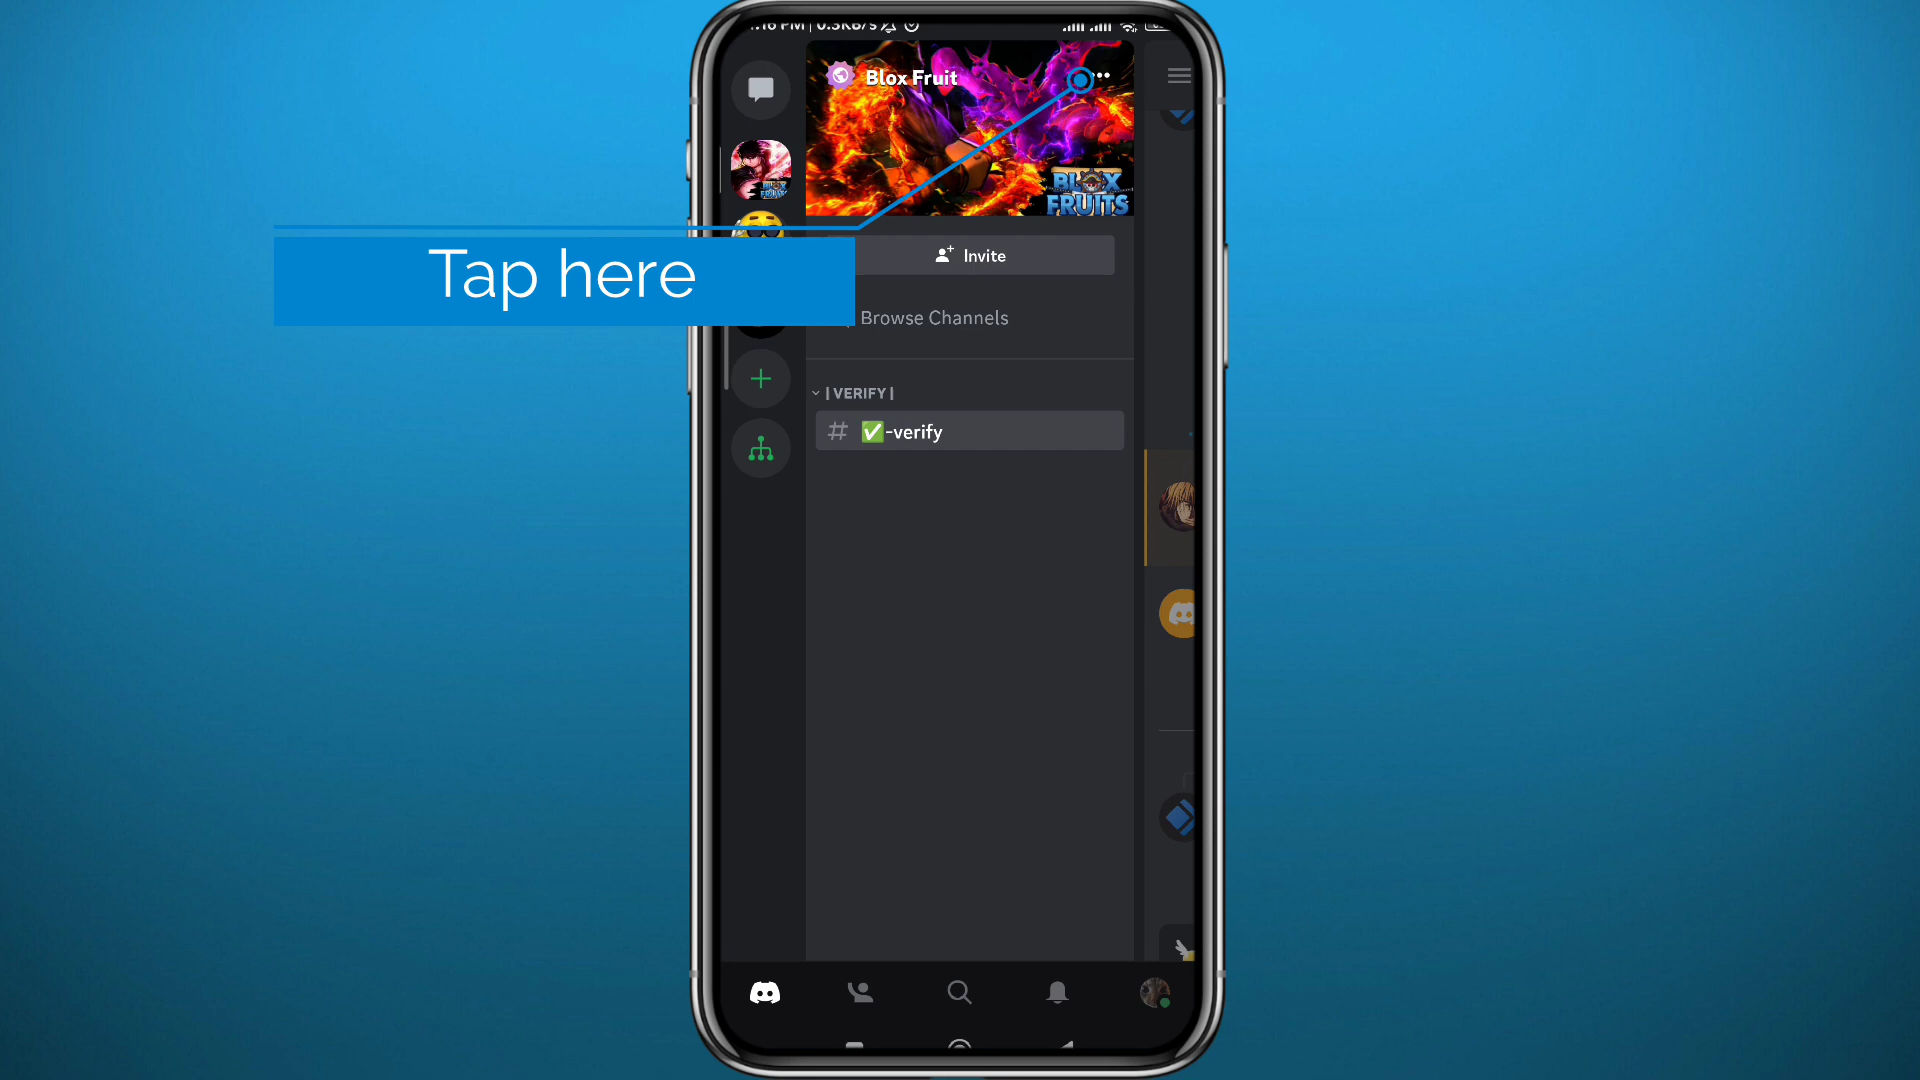 Blox Fruit
BLOX
FRUITS
Tap here
Invite
Browse Channels
| VERIFY |
# ✅-verify